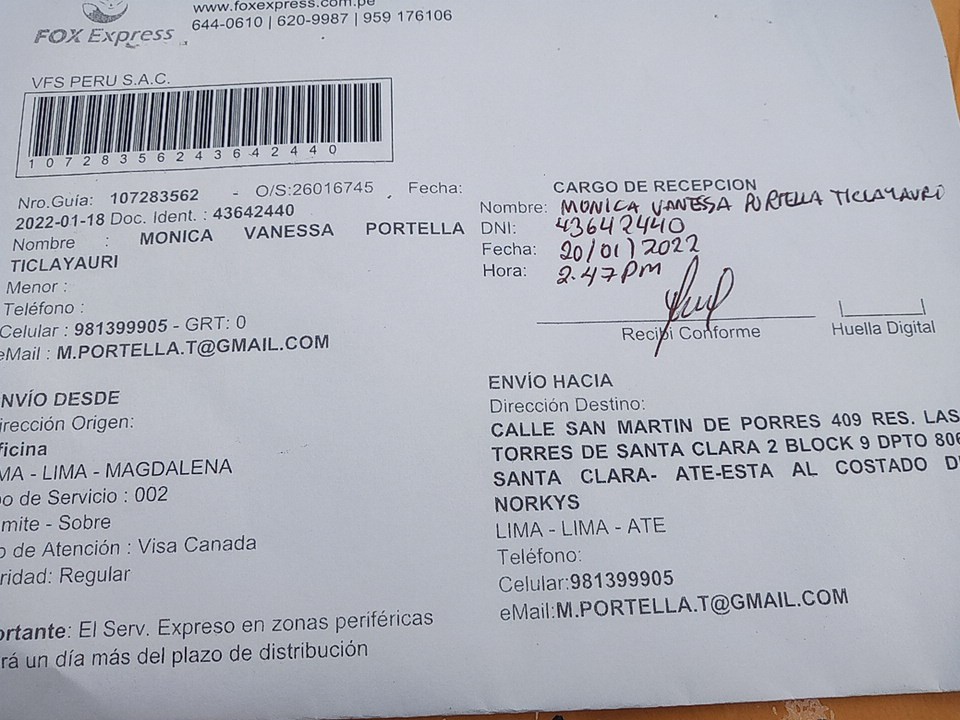 www.foxexpress.com.pe
644-0610 | 620-9987 | 959 176106
FOX Express
VFS PERU S.A.C.
10728356243642440
Nro.Guía: 107283562 - O/S:26016745 Fecha:
2022-01-18 Doc. Ident. : 43642440
Nombre : MONICA VANESSA PORTELLA
TICLAYAURI
Menor :
Teléfono :
Celular : 981399905 - GRT: 0
eMail : M.PORTELLA.T@GMAIL.COM
CARGO DE RECEPCION
Nombre: MONICA VANESSA PORTELLA TICLAYAURI
DNI: 43642440
Fecha: 20/01/2022
Hora: 2.47pm
Recibi Conforme
Huella Digital
NVÍO DESDE
irección Origen:
ficina
MA - LIMA - MAGDALENA
po de Servicio : 002
mite - Sobre
o de Atención : Visa Canada
ridad: Regular
ENVÍO HACIA
Dirección Destino:
CALLE SAN MARTIN DE PORRES 409 RES. LAS
TORRES DE SANTA CLARA 2 BLOCK 9 DPTO 806
SANTA CLARA- ATE-ESTA AL COSTADO DE
NORKYS
LIMA - LIMA - ATE
Teléfono:
Celular:981399905
eMail:M.PORTELLA.T@GMAIL.COM
ortante: El Serv. Expreso en zonas periféricas
rá un día más del plazo de distribución